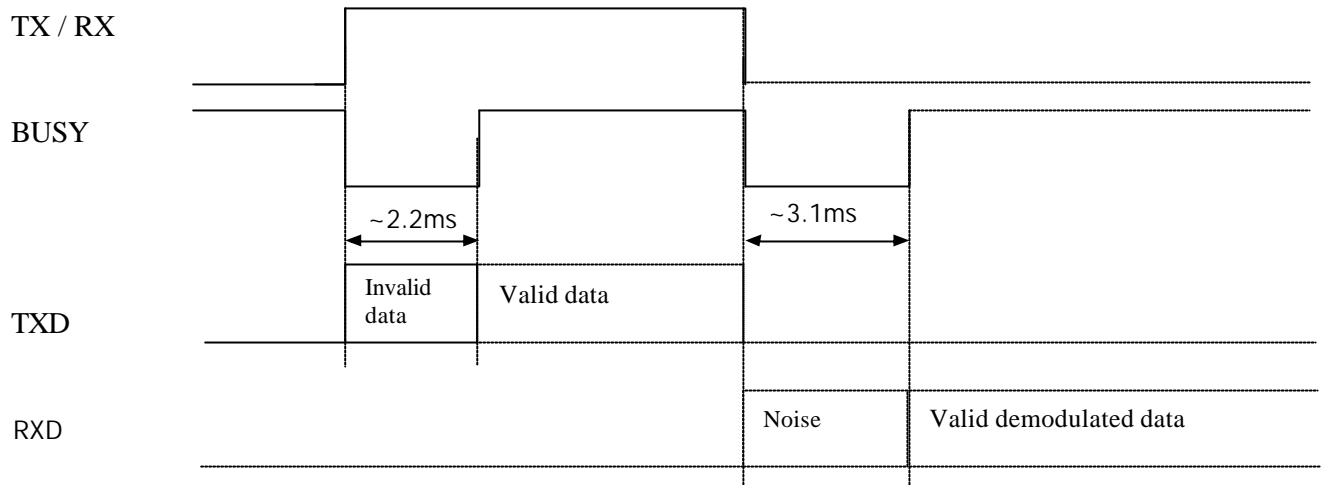 TX / RX
BUSY
~2.2ms
~3.1ms
Invalid
data
Valid data
TXD
Noise
Valid demodulated data
RXD